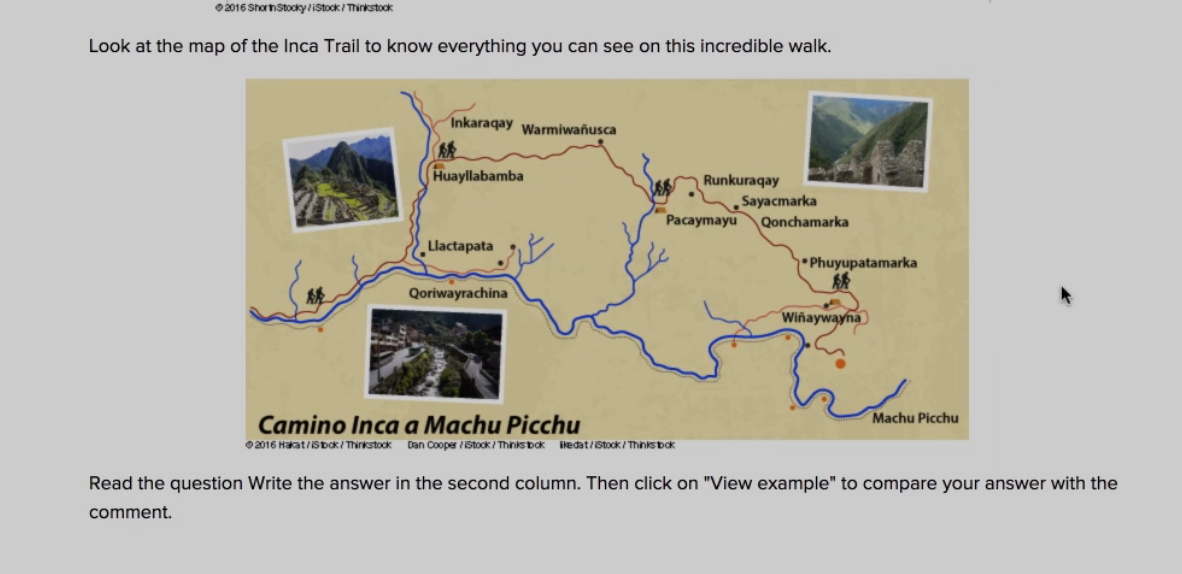 © 2016 ShorthStocky / iStock / Thinkstock
Look at the map of the Inca Trail to know everything you can see on this incredible walk.
Inkaraqay
Warmiwañusca
Huayllabamba
Runkuraqay
Sayacmarka
Pacaymayu
Qonchamarka
Llactapata
Phuyupatamarka
Qoriwayrachina
Wiñaywayna
Camino Inca a Machu Picchu
Machu Picchu
© 2016 Hakat / iStock / Thinkstock Dan Cooper / iStock / Thinkstock likedat / iStock / Thinkstock
Read the question Write the answer in the second column. Then click on "View example" to compare your answer with the
comment.